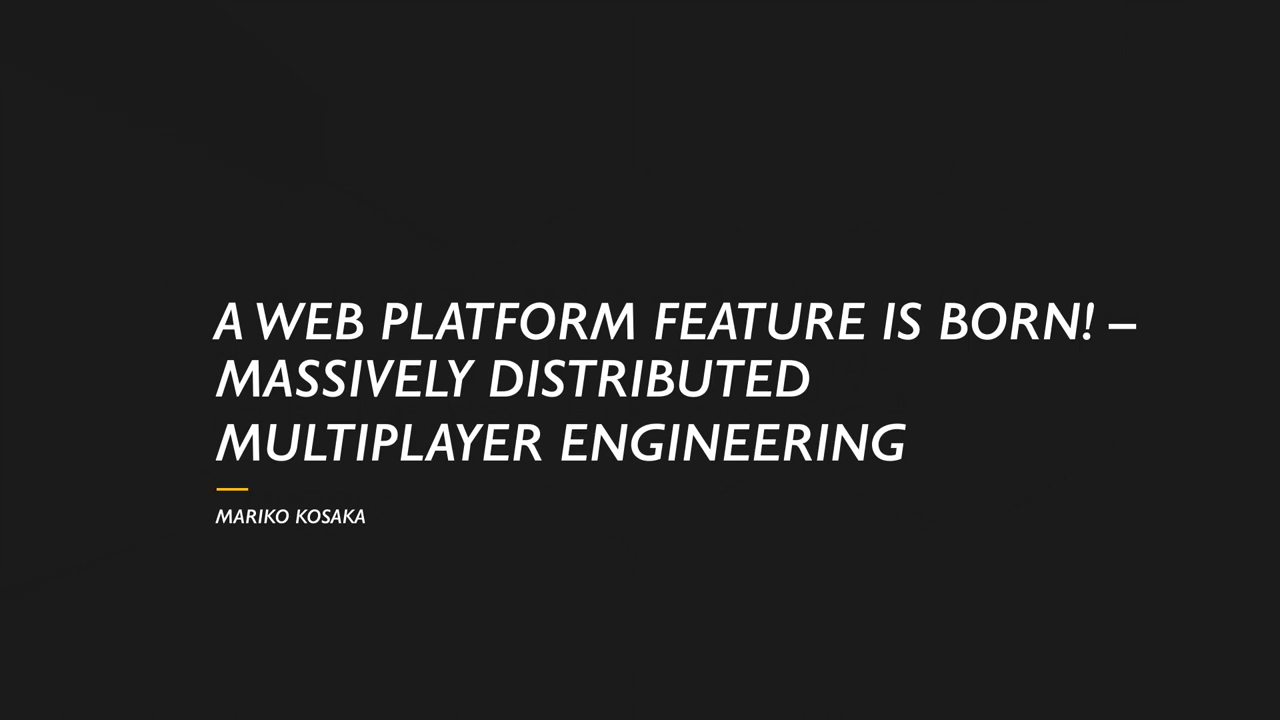 A WEB PLATFORM FEATURE IS BORN! –
MASSIVELY DISTRIBUTED
MULTIPLAYER ENGINEERING
MARIKO KOSAKA